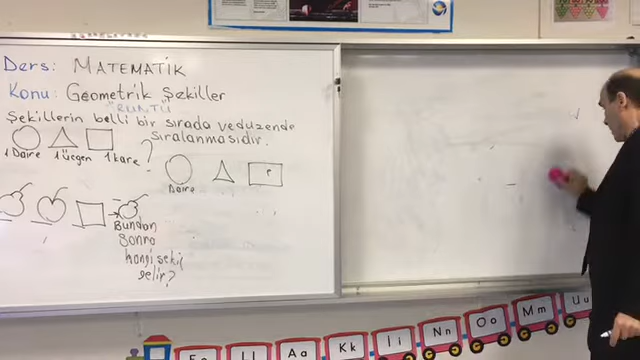 Ders: MATEMATİK
Konu: Geometrik Şekiller
"ÖRÜNTÜ
Şekillerin belli bir sırada ve düzende
sıralanmasıdır.
1 Daire 1 üçgen 1 kare ?
Daire
Bundan
sonra
hangi şekil
gelir?
Ee Ll Aa Kk İi Nn Oo Mm Uu